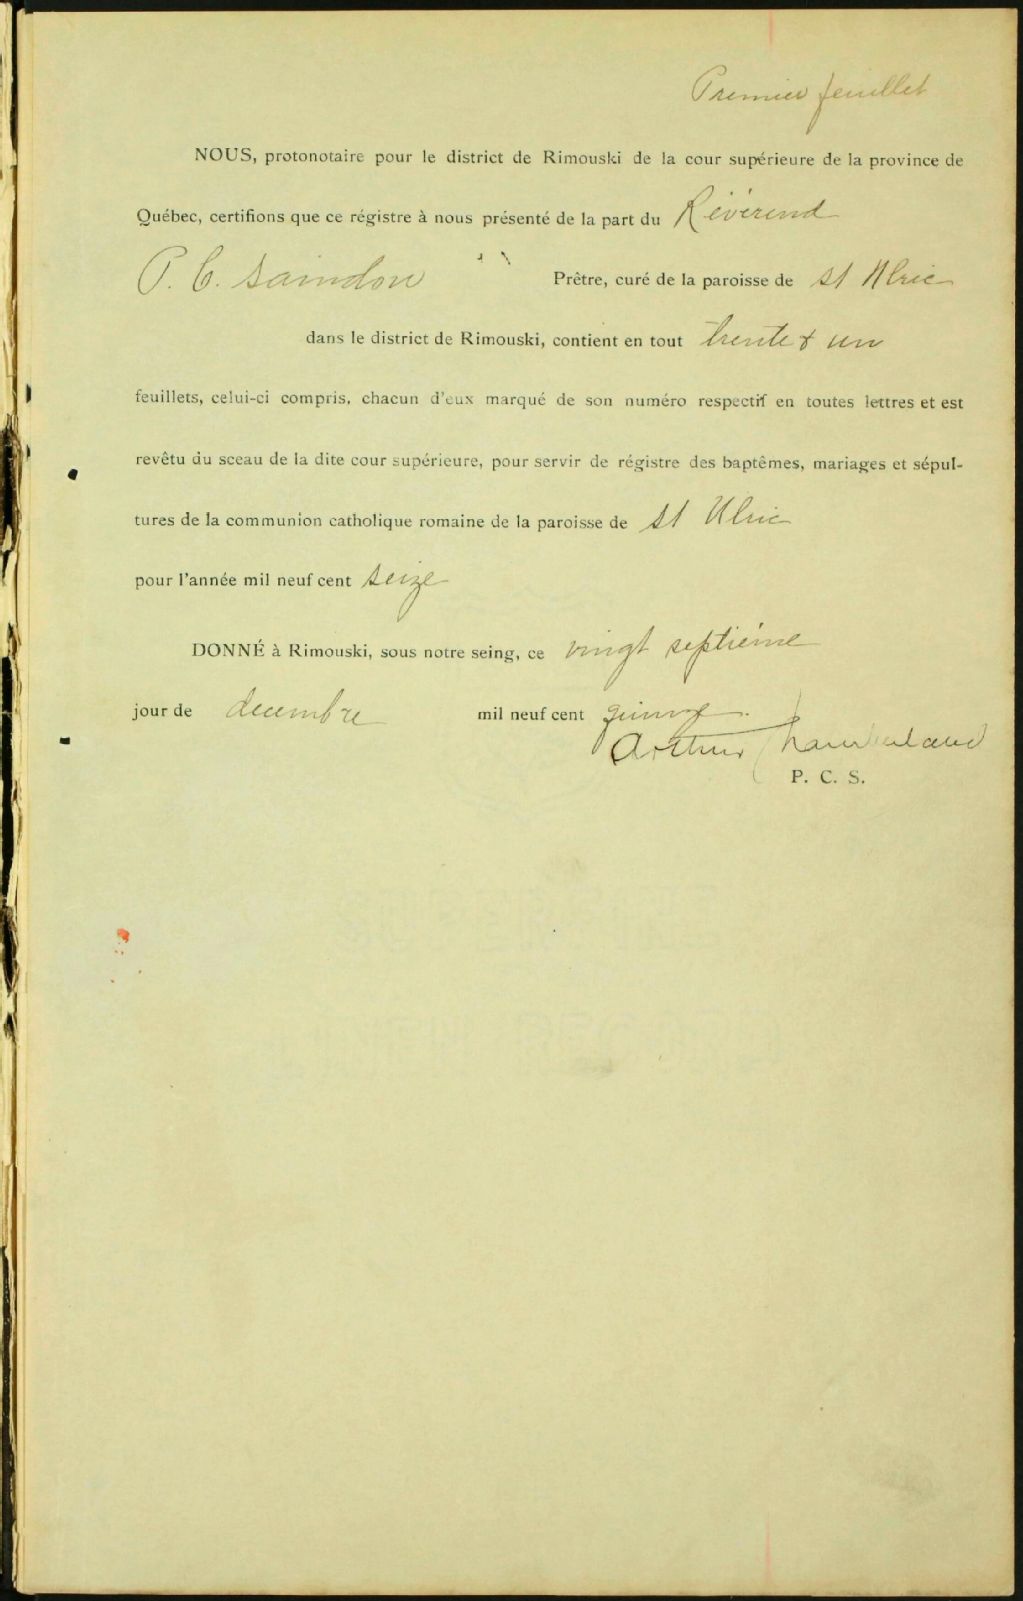 Premier feuillet
NOUS, protonotaire pour le district de Rimouski de la cour supérieure de la province de
Québec, certifions que ce régistre à nous présenté de la part du Révérend
P. C. Saindon Prêtre, curé de la paroisse de St Ulric
dans le district de Rimouski, contient en tout trente & un
feuillets, celui-ci compris, chacun d'eux marqué de son numéro respectif en toutes lettres et est
revêtu du sceau de la dite cour supérieure, pour servir de régistre des baptêmes, mariages et sépul-
tures de la communion catholique romaine de la paroisse de St Ulric
pour l'année mil neuf cent seize
DONNÉ à Rimouski, sous notre seing, ce vingt septième
jour de decembre mil neuf cent quinze.
Arthur Chamberland
P. C. S.